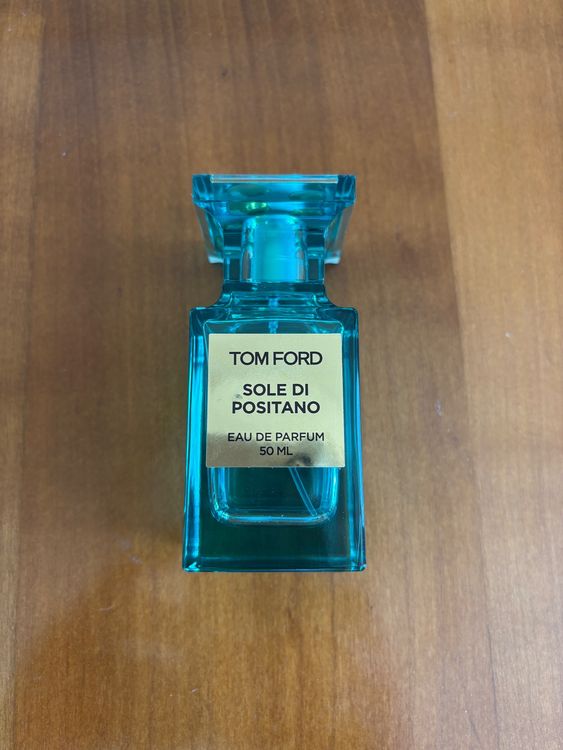 TOM FORD
SOLE DI
POSITANO
EAU DE PARFUM
50 ML